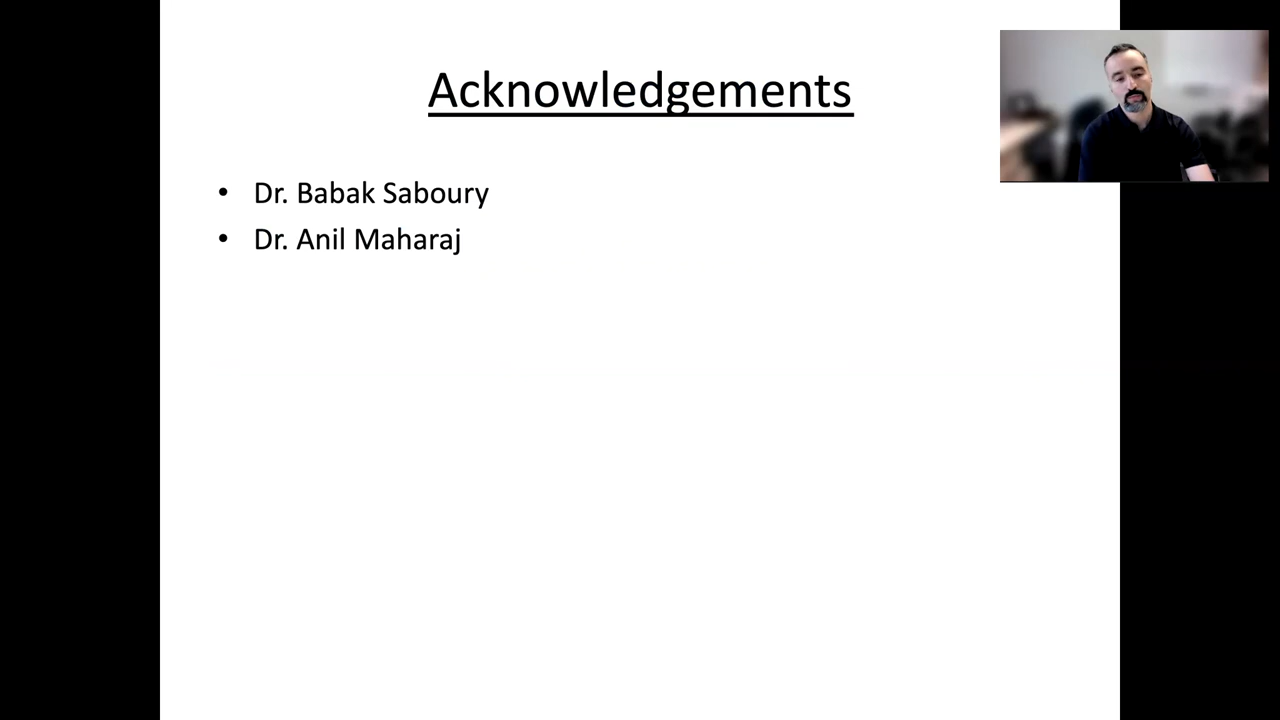 Acknowledgements
• Dr. Babak Saboury
• Dr. Anil Maharaj